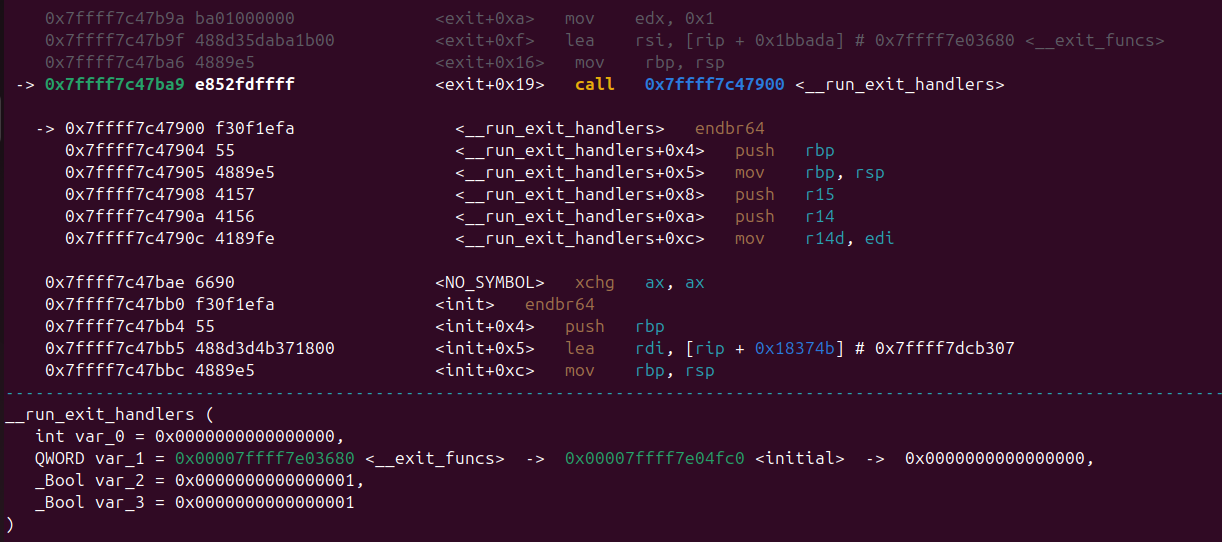 0x7ffff7c47b9a ba01000000 <exit+0xa> mov edx, 0x1
0x7ffff7c47b9f 488d35daba1b00 <exit+0xf> lea rsi, [rip + 0x1bbada] # 0x7ffff7e03680 <__exit_funcs>
0x7ffff7c47ba6 4889e5 <exit+0x16> mov rbp, rsp
-> 0x7ffff7c47ba9 e852fdffff <exit+0x19> call 0x7ffff7c47900 <__run_exit_handlers>
-> 0x7ffff7c47900 f30f1efa <__run_exit_handlers> endbr64
0x7ffff7c47904 55 <__run_exit_handlers+0x4> push rbp
0x7ffff7c47905 4889e5 <__run_exit_handlers+0x5> mov rbp, rsp
0x7ffff7c47908 4157 <__run_exit_handlers+0x8> push r15
0x7ffff7c4790a 4156 <__run_exit_handlers+0xa> push r14
0x7ffff7c4790c 4189fe <__run_exit_handlers+0xc> mov r14d, edi
0x7ffff7c47bae 6690 <NO_SYMBOL> xchg ax, ax
0x7ffff7c47bb0 f30f1efa <init> endbr64
0x7ffff7c47bb4 55 <init+0x4> push rbp
0x7ffff7c47bb5 488d3d4b371800 <init+0x5> lea rdi, [rip + 0x18374b] # 0x7ffff7dcb307
0x7ffff7c47bbc 4889e5 <init+0xc> mov rbp, rsp
__run_exit_handlers (
int var_0 = 0x0000000000000000,
QWORD var_1 = 0x00007ffff7e03680 <__exit_funcs> -> 0x00007ffff7e04fc0 <initial> -> 0x0000000000000000,
_Bool var_2 = 0x0000000000000001,
_Bool var_3 = 0x0000000000000001
)